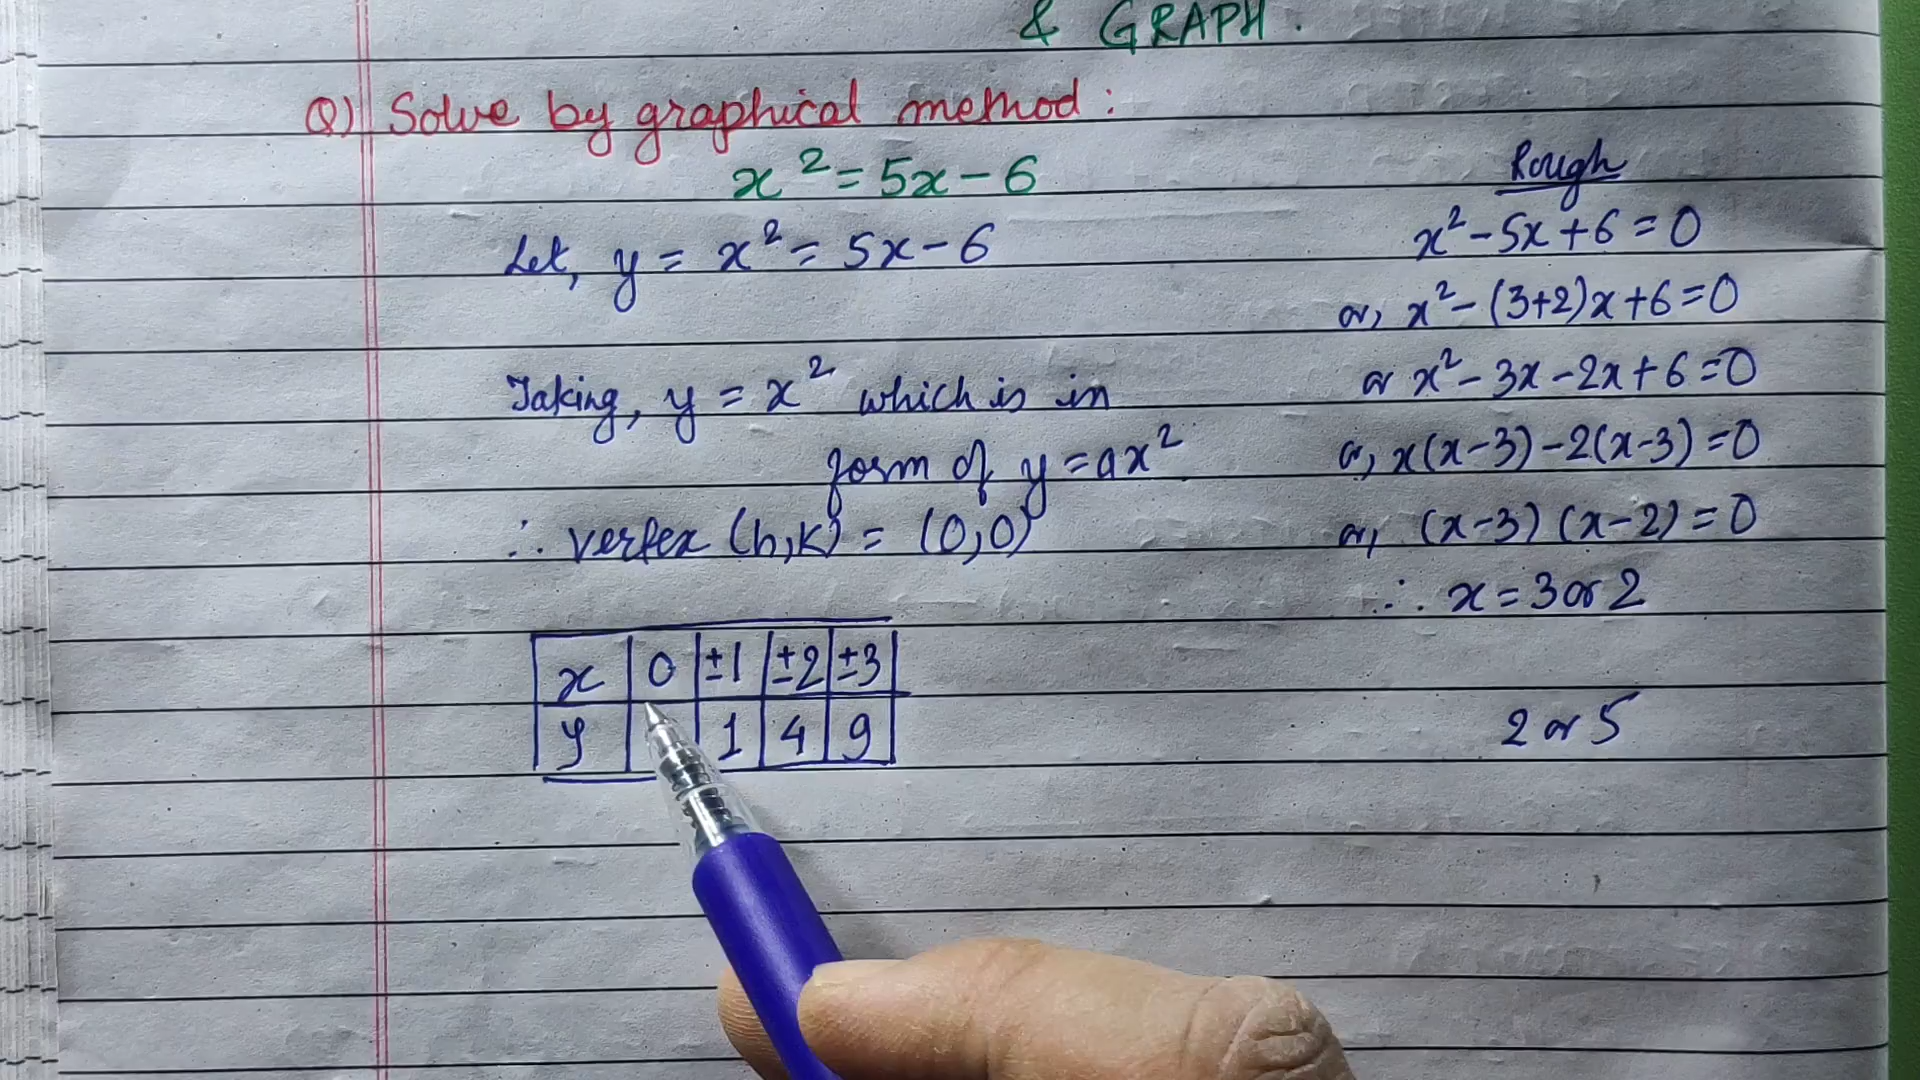 & GRAPH.
Q) Solve by graphical method:
x² = 5x - 6
Let, y = x² = 5x - 6
Taking, y = x² which is in
form of y = ax²
∴ vertex (h,k) = (0,0)
x 0 ±1 ±2 ±3
y 1 4 9
Rough
x² - 5x + 6 = 0
or, x² - (3+2)x + 6 = 0
or x² - 3x - 2x + 6 = 0
or, x(x-3) - 2(x-3) = 0
or, (x-3) (x-2) = 0
∴ x = 3 or 2
2 or 5